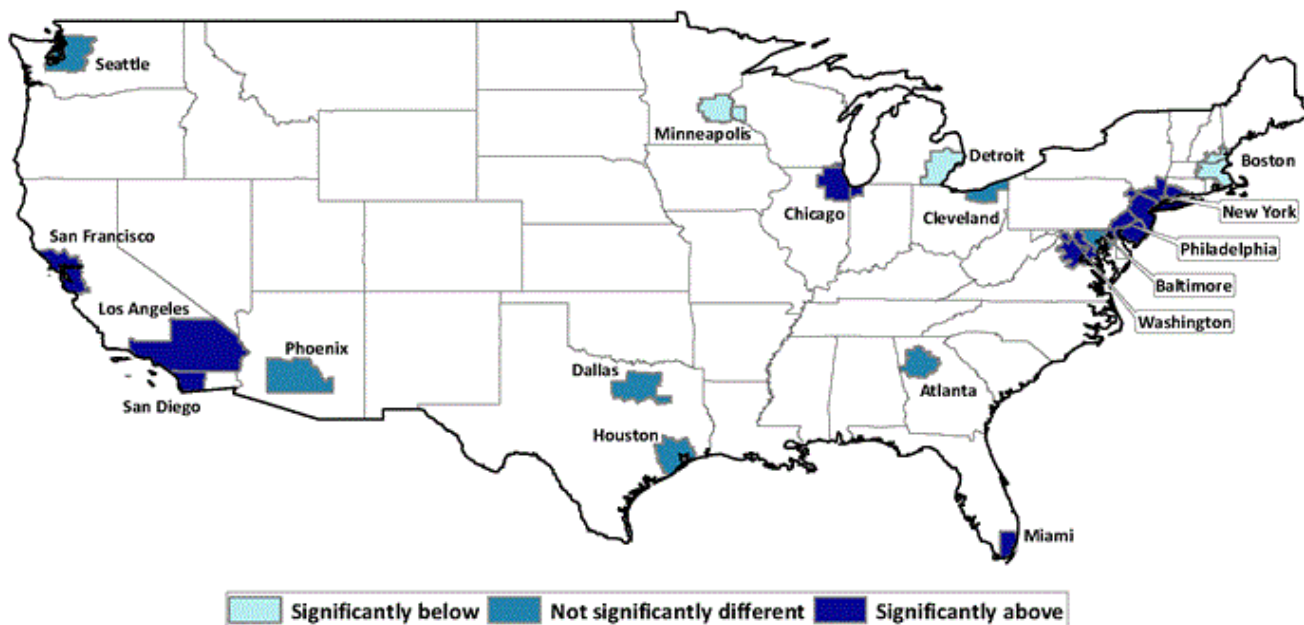 Seattle
Minneapolis
Detroit
Boston
Chicago
Cleveland
New York
San Francisco
Philadelphia
Baltimore
Los Angeles
Washington
Phoenix
Dallas
Atlanta
San Diego
Houston
Miami
Significantly below
Not significantly different
Significantly above